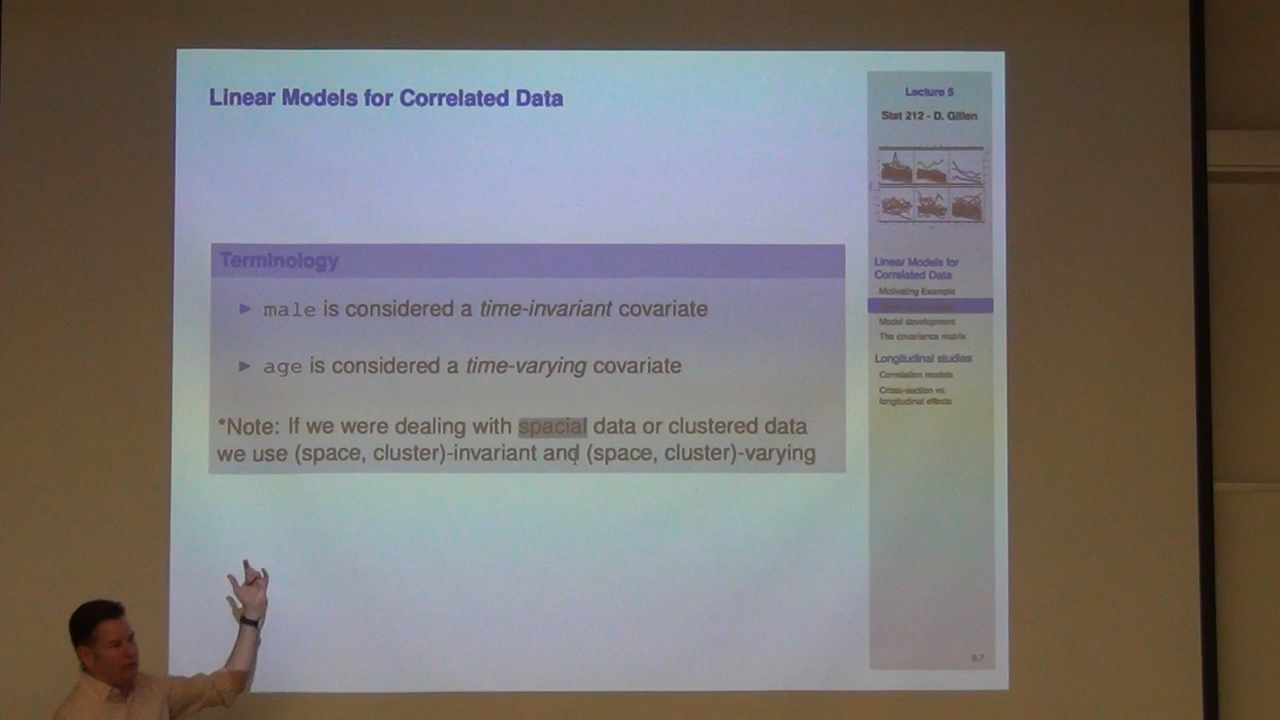 Linear Models for Correlated Data
Terminology
male is considered a time-invariant covariate
age is considered a time-varying covariate
*Note: If we were dealing with spacial data or clustered data
we use (space, cluster)-invariant and (space, cluster)-varying
Lecture 5
Stat 212 - D. Gillen
Linear Models for
Correlated Data
Motivating Example
Model development
The covariance matrix
Longitudinal studies
Correlation models
Cross-section vs.
longitudinal effects
5.7